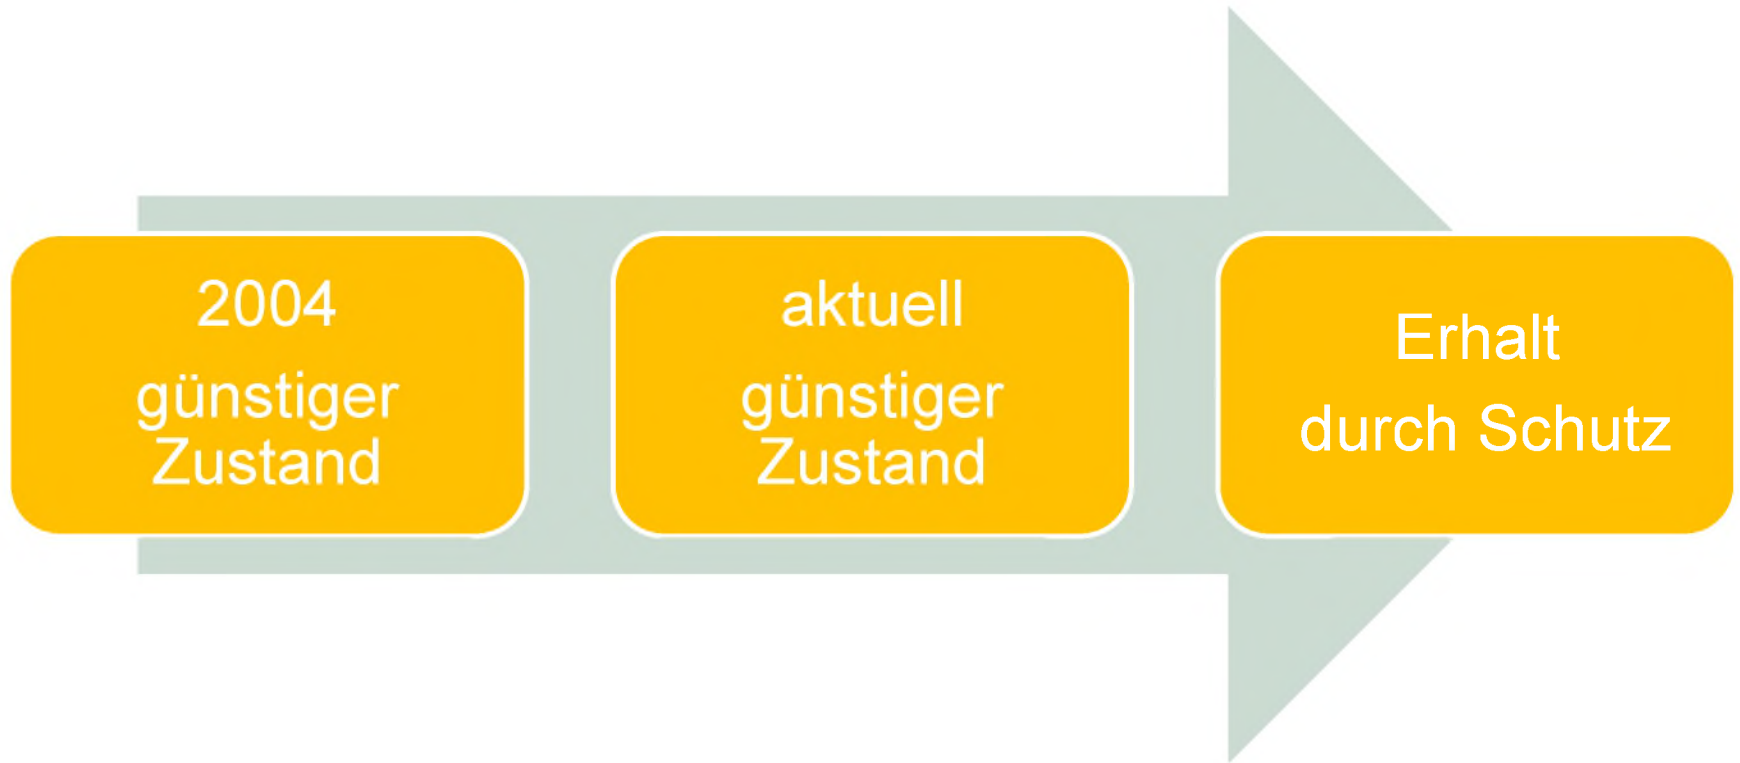 2004
günstiger
Zustand
aktuell
günstiger
Zustand
Erhalt
durch Schutz